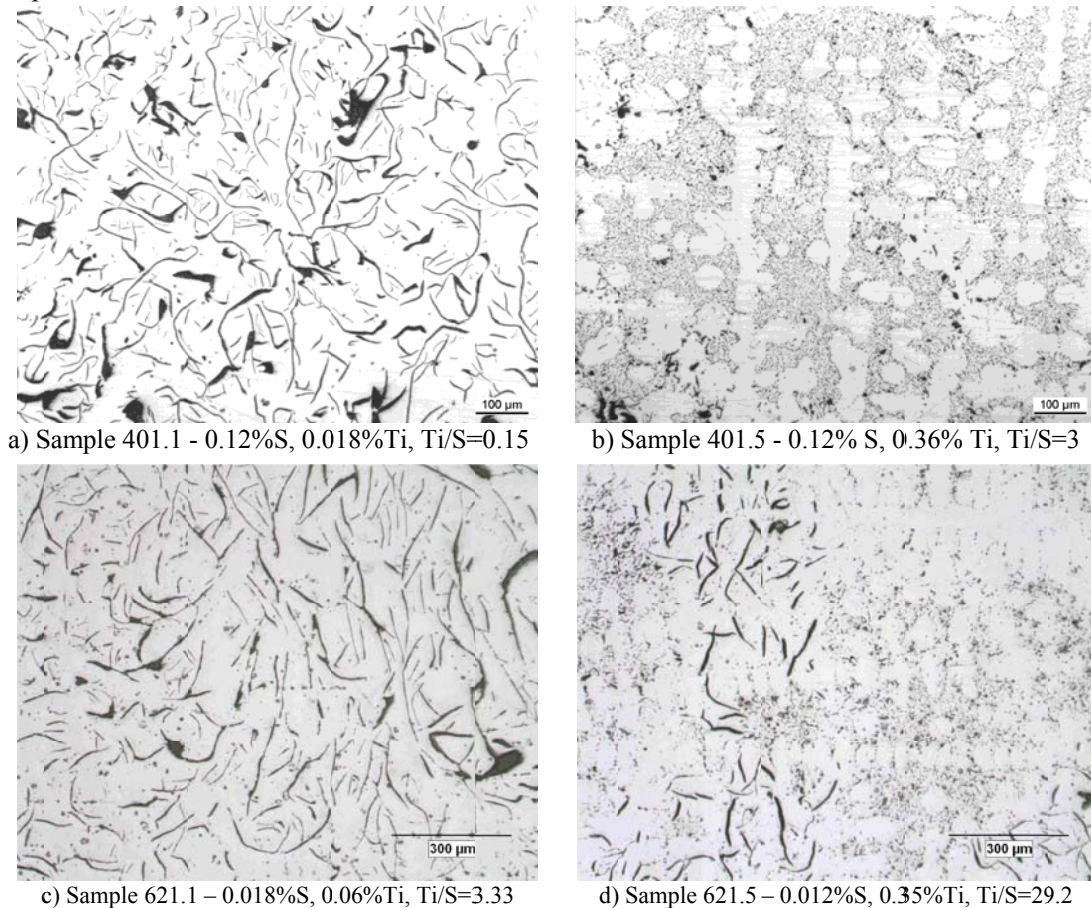 100 µm
100 µm
a) Sample 401.1 - 0.12%S, 0.018%Ti, Ti/S=0.15
b) Sample 401.5 - 0.12% S, 0.36% Ti, Ti/S=3
300 µm
300 µm
c) Sample 621.1 – 0.018%S, 0.06%Ti, Ti/S=3.33
d) Sample 621.5 – 0.012%S, 0.35%Ti, Ti/S=29.2